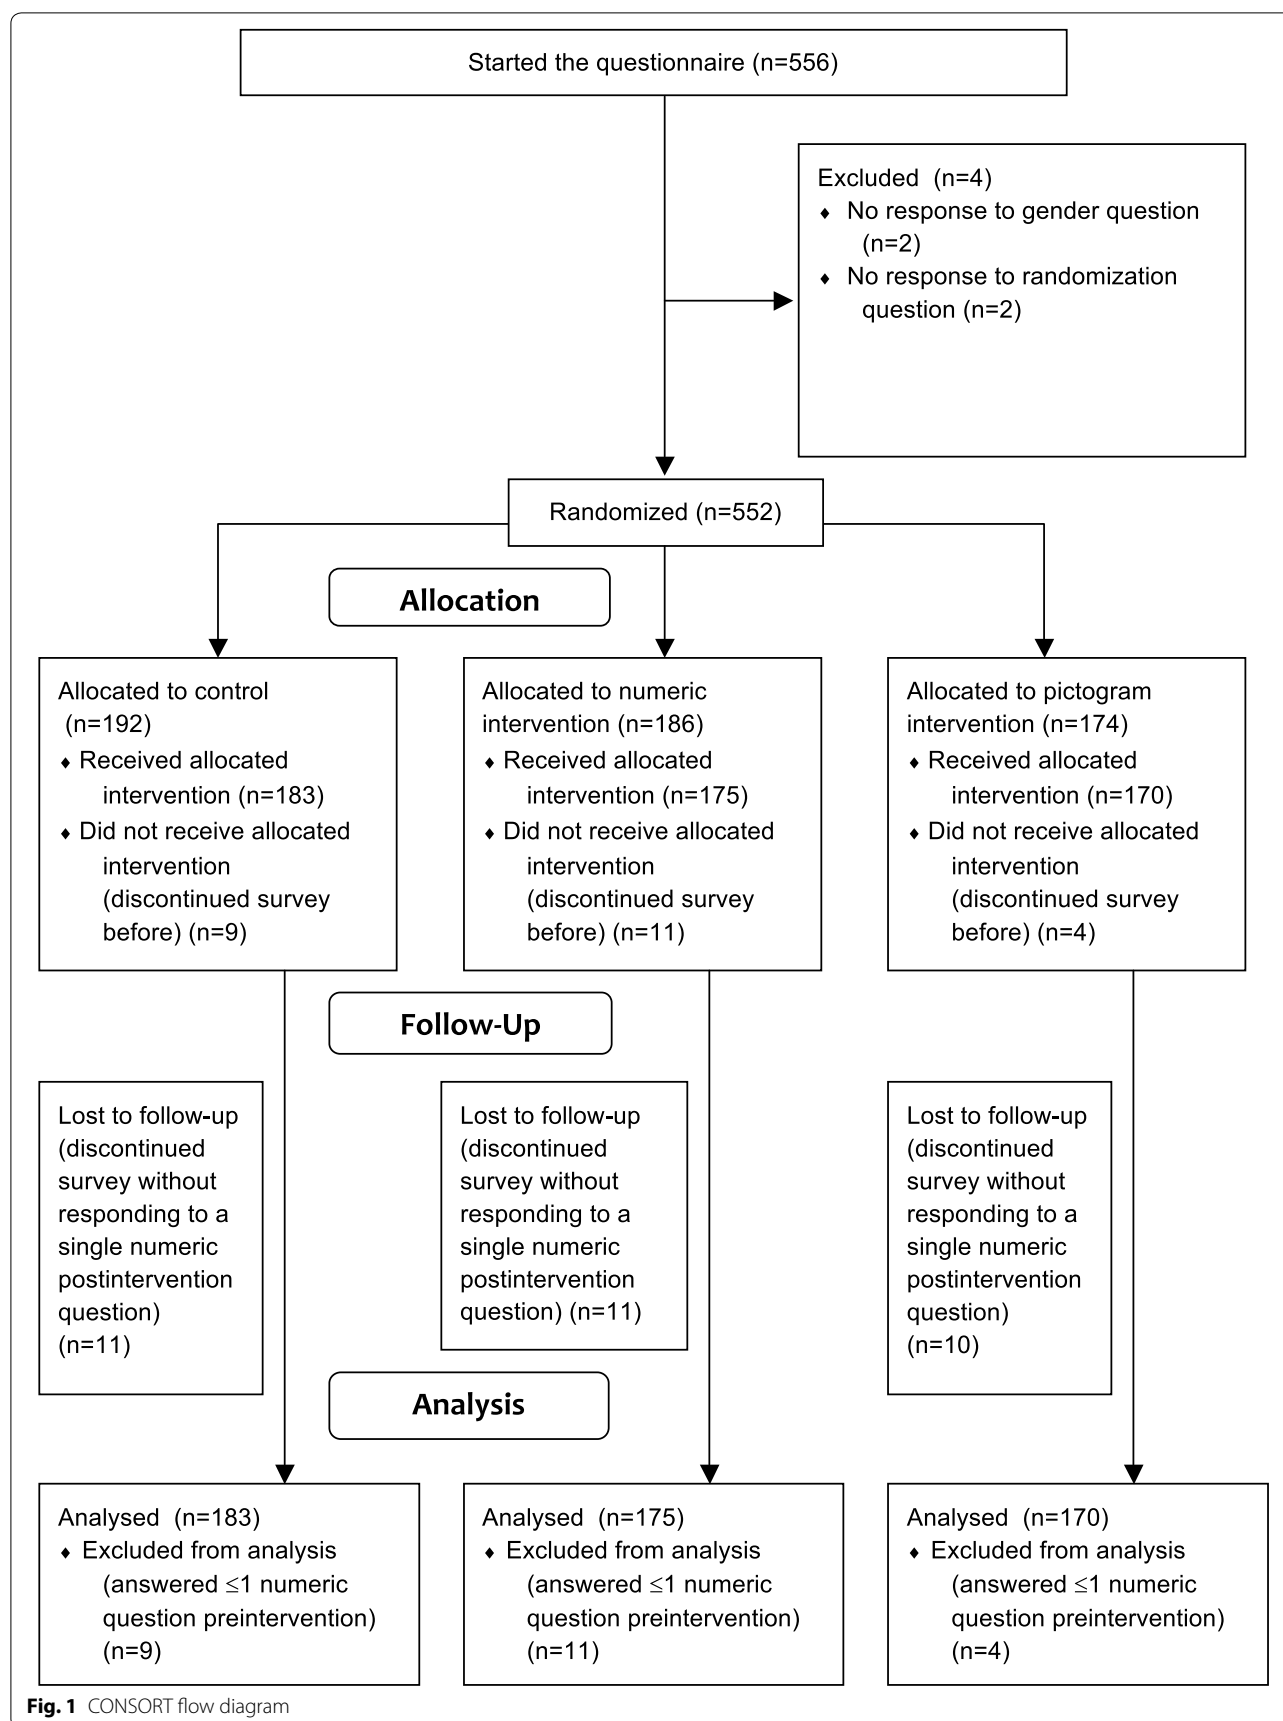 Started the questionnaire (n=556)
Excluded (n=4)
♦ No response to gender question
(n=2)
♦ No response to randomization
question (n=2)
Randomized (n=552)
Allocation
Allocated to control
(n=192)
♦ Received allocated
intervention (n=183)
♦ Did not receive allocated
intervention
(discontinued survey
before) (n=9)
Allocated to numeric
intervention (n=186)
♦ Received allocated
intervention (n=175)
♦ Did not receive allocated
intervention
(discontinued survey
before) (n=11)
Allocated to pictogram
intervention (n=174)
♦ Received allocated
intervention (n=170)
♦ Did not receive allocated
intervention
(discontinued survey
before) (n=4)
Follow-Up
Lost to follow-up
(discontinued
survey without
responding to a
single numeric
postintervention
question)
(n=11)
Lost to follow-up
(discontinued
survey without
responding to a
single numeric
postintervention
question) (n=11)
Lost to follow-up
(discontinued
survey without
responding to a
single numeric
postintervention
question)
(n=10)
Analysis
Analysed (n=183)
♦ Excluded from analysis
(answered ≤1 numeric
question preintervention)
(n=9)
Analysed (n=175)
♦ Excluded from analysis
(answered ≤1 numeric
question preintervention)
(n=11)
Analysed (n=170)
♦ Excluded from analysis
(answered ≤1 numeric
question preintervention)
(n=4)
Fig. 1 CONSORT flow diagram